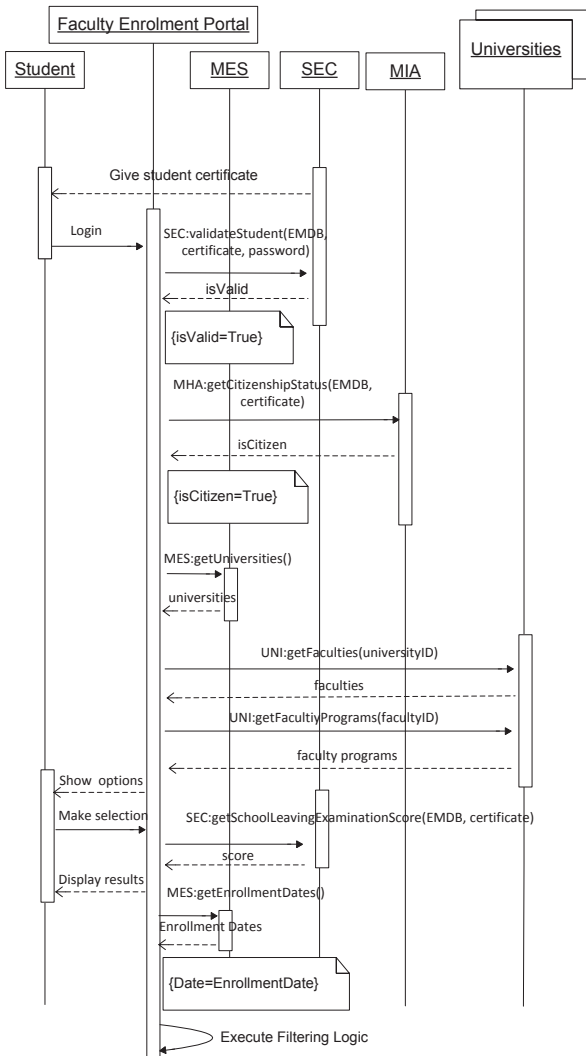 Faculty Enrolment Portal
Universities
Student
MES
SEC
MIA
Give student certificate
Login
SEC:validateStudent(EMDB,
certificate, password)
isValid
{isValid=True}
MHA:getCitizenshipStatus(EMDB,
certificate)
isCitizen
{isCitizen=True}
MES:getUniversities()
universities
UNI:getFaculties(universityID)
faculties
UNI:getFacultiyPrograms(facultyID)
faculty programs
Show options
Make selection
SEC:getSchoolLeavingExaminationScore(EMDB, certificate)
score
Display results
MES:getEnrollmentDates()
Enrollment Dates
{Date=EnrollmentDate}
Execute Filtering Logic